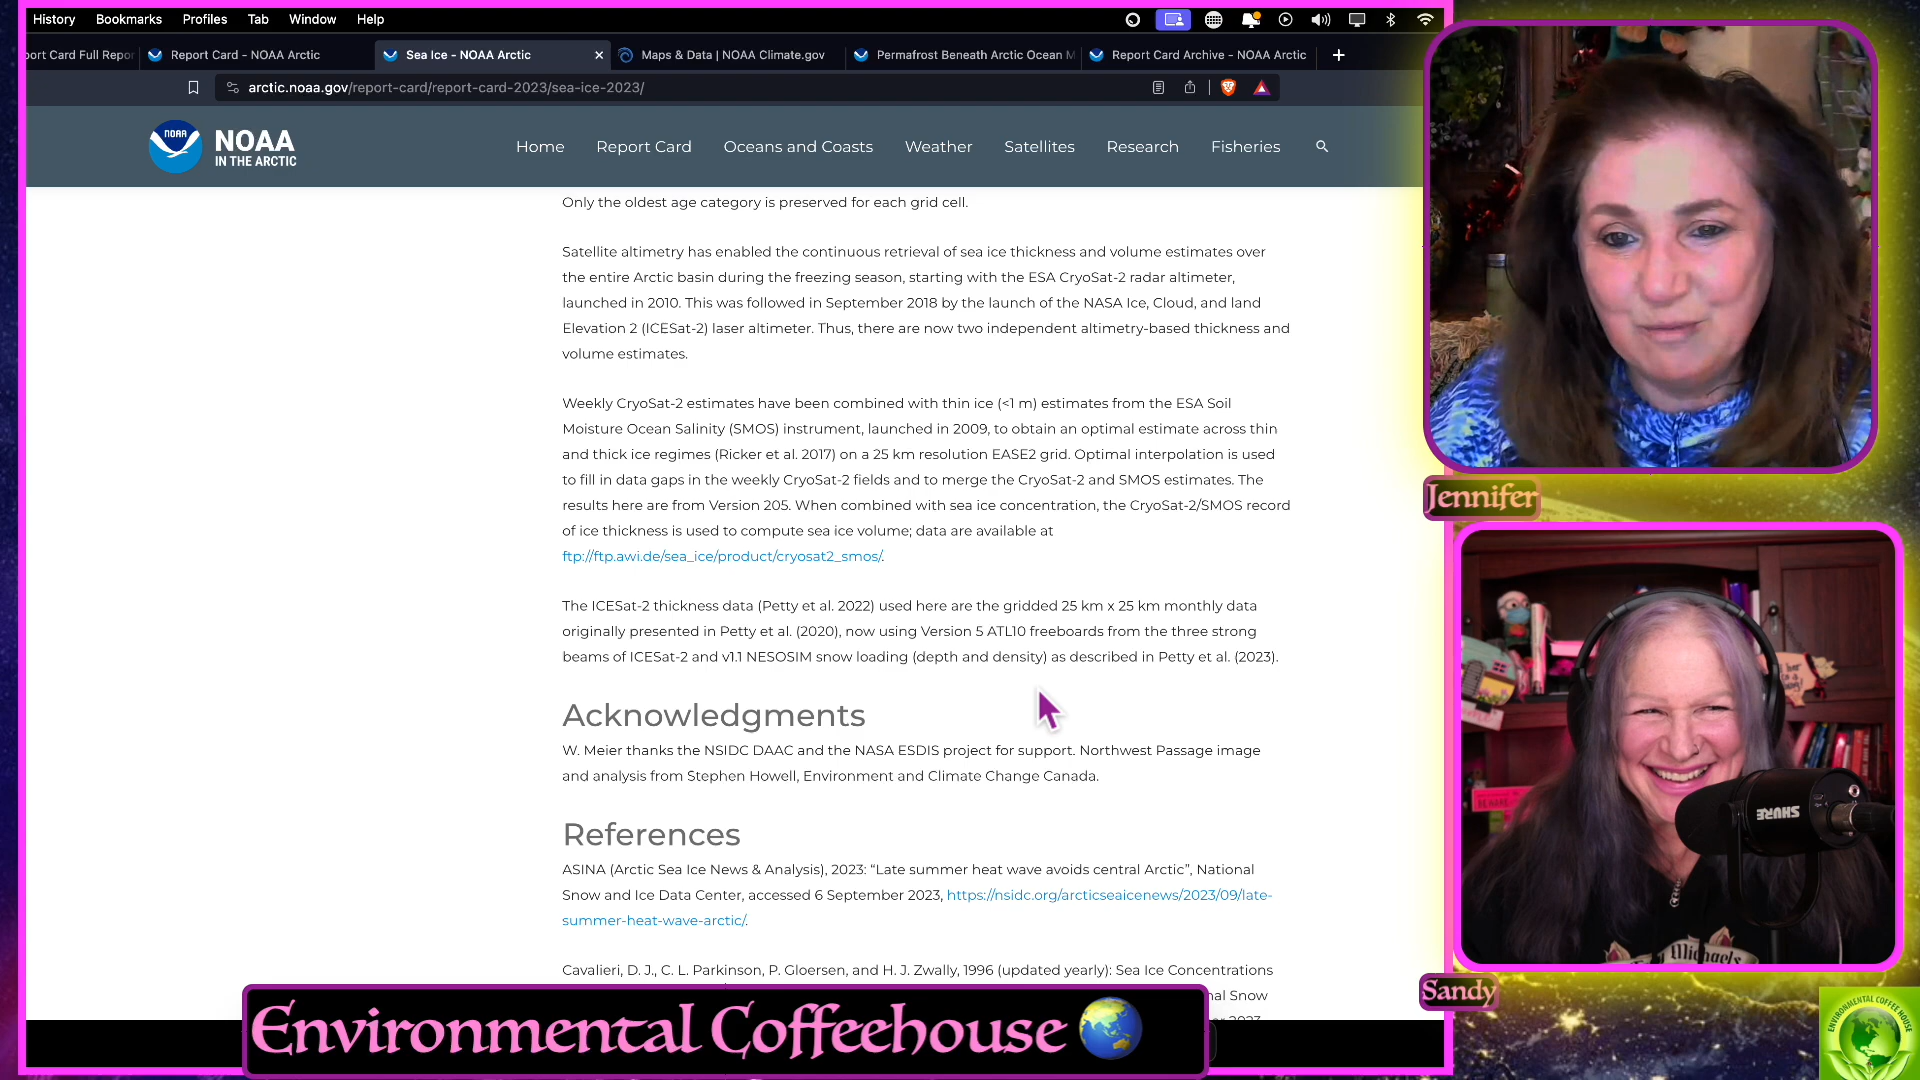 History Bookmarks Profiles Tab Window Help
ort Card Full Repor
Report Card - NOAA Arctic
Sea Ice - NOAA Arctic
Maps & Data | NOAA Climate.gov
Permafrost Beneath Arctic Ocean M
Report Card Archive - NOAA Arctic
arctic.noaa.gov/report-card/report-card-2023/sea-ice-2023/
NOAA
NOAA
IN THE ARCTIC
Home Report Card Oceans and Coasts Weather Satellites Research Fisheries
Only the oldest age category is preserved for each grid cell.
Satellite altimetry has enabled the continuous retrieval of sea ice thickness and volume estimates over
the entire Arctic basin during the freezing season, starting with the ESA CryoSat-2 radar altimeter,
launched in 2010. This was followed in September 2018 by the launch of the NASA Ice, Cloud, and land
Elevation 2 (ICESat-2) laser altimeter. Thus, there are now two independent altimetry-based thickness and
volume estimates.
Weekly CryoSat-2 estimates have been combined with thin ice (<1 m) estimates from the ESA Soil
Moisture Ocean Salinity (SMOS) instrument, launched in 2009, to obtain an optimal estimate across thin
and thick ice regimes (Ricker et al. 2017) on a 25 km resolution EASE2 grid. Optimal interpolation is used
to fill in data gaps in the weekly CryoSat-2 fields and to merge the CryoSat-2 and SMOS estimates. The
results here are from Version 205. When combined with sea ice concentration, the CryoSat-2/SMOS record
of ice thickness is used to compute sea ice volume; data are available at
ftp://ftp.awi.de/sea_ice/product/cryosat2_smos/.
The ICESat-2 thickness data (Petty et al. 2022) used here are the gridded 25 km x 25 km monthly data
originally presented in Petty et al. (2020), now using Version 5 ATL10 freeboards from the three strong
beams of ICESat-2 and v1.1 NESOSIM snow loading (depth and density) as described in Petty et al. (2023).
Acknowledgments
W. Meier thanks the NSIDC DAAC and the NASA ESDIS project for support. Northwest Passage image
and analysis from Stephen Howell, Environment and Climate Change Canada.
References
ASINA (Arctic Sea Ice News & Analysis), 2023: “Late summer heat wave avoids central Arctic”, National
Snow and Ice Data Center, accessed 6 September 2023, https://nsidc.org/arcticseaicenews/2023/09/late-
summer-heat-wave-arctic/.
Cavalieri, D. J., C. L. Parkinson, P. Gloersen, and H. J. Zwally, 1996 (updated yearly): Sea Ice Concentrations
nal Snow
Environmental Coffeehouse
Jennifer
SHURE
Michaels
Sandy
ENVIRONMENTAL COFFEE HOUSE